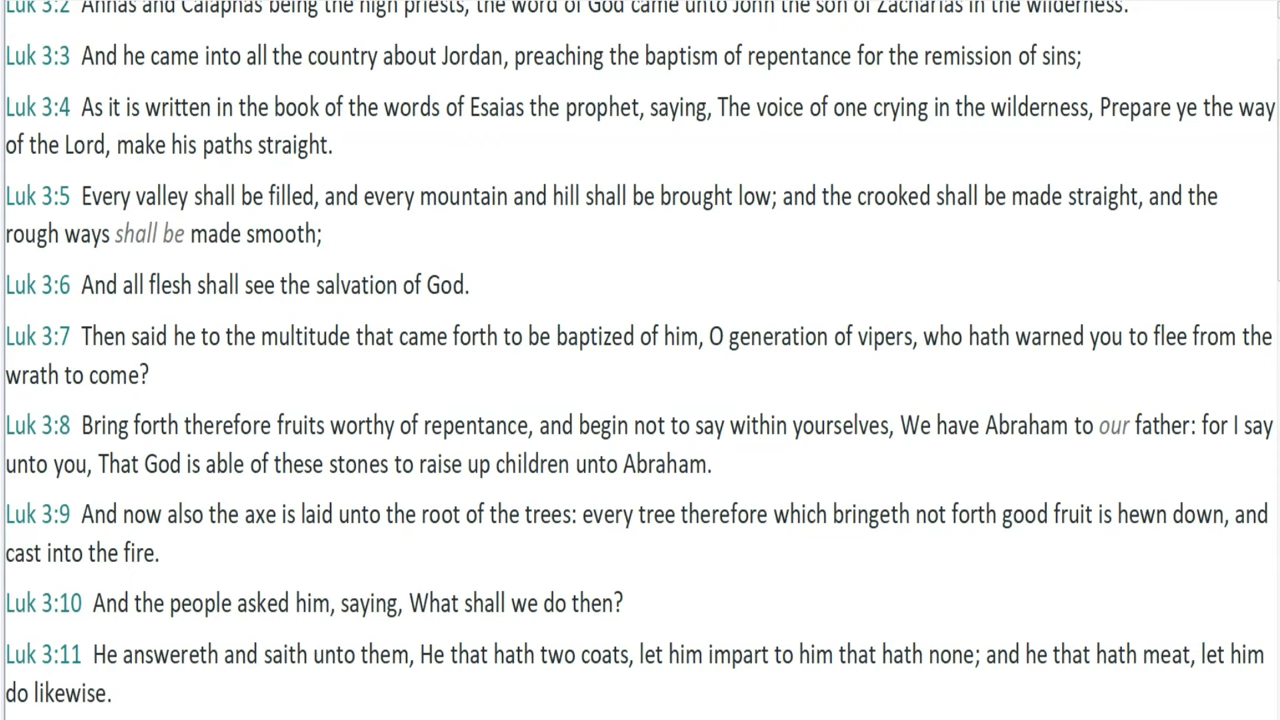 Luk 3:2 Annas and Caiaphas being the high priests, the word of God came unto John the son of Zacharias in the wilderness.
Luk 3:3 And he came into all the country about Jordan, preaching the baptism of repentance for the remission of sins;
Luk 3:4 As it is written in the book of the words of Esaias the prophet, saying, The voice of one crying in the wilderness, Prepare ye the way
of the Lord, make his paths straight.
Luk 3:5 Every valley shall be filled, and every mountain and hill shall be brought low; and the crooked shall be made straight, and the
rough ways shall be made smooth;
Luk 3:6 And all flesh shall see the salvation of God.
Luk 3:7 Then said he to the multitude that came forth to be baptized of him, O generation of vipers, who hath warned you to flee from the
wrath to come?
Luk 3:8 Bring forth therefore fruits worthy of repentance, and begin not to say within yourselves, We have Abraham to our father: for I say
unto you, That God is able of these stones to raise up children unto Abraham.
Luk 3:9 And now also the axe is laid unto the root of the trees: every tree therefore which bringeth not forth good fruit is hewn down, and
cast into the fire.
Luk 3:10 And the people asked him, saying, What shall we do then?
Luk 3:11 He answereth and saith unto them, He that hath two coats, let him impart to him that hath none; and he that hath meat, let him
do likewise.